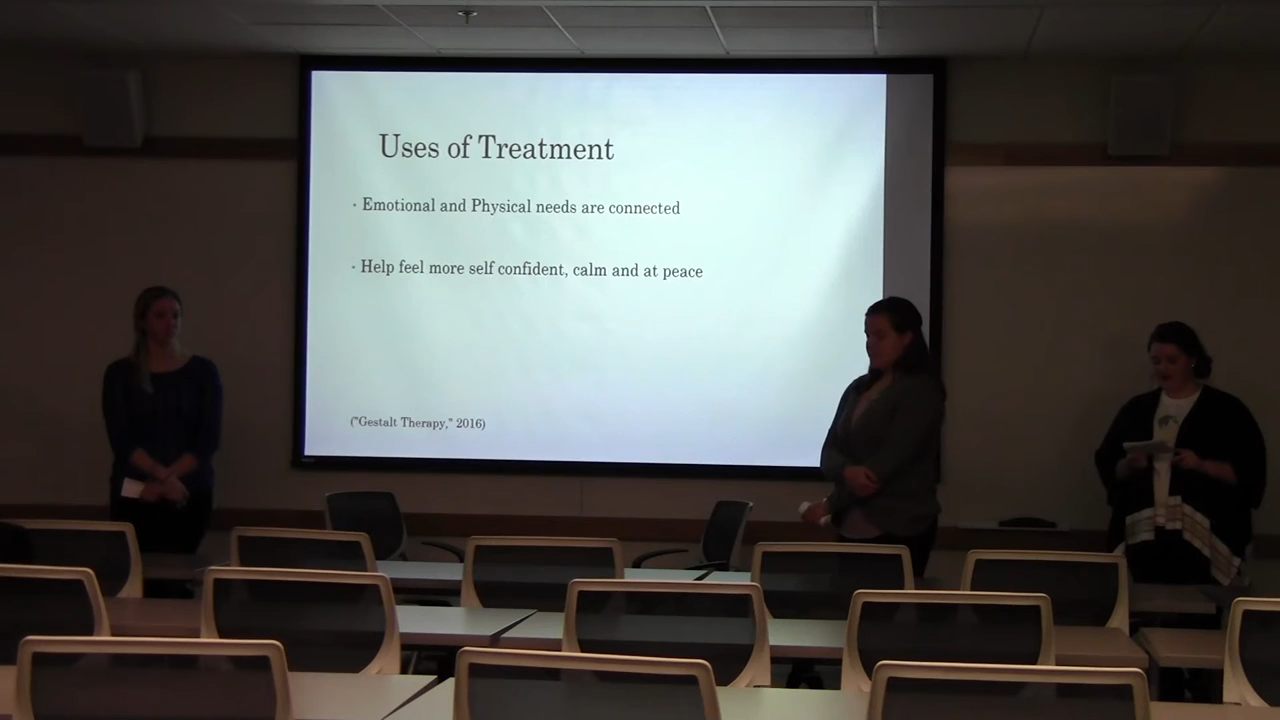 Uses of Treatment
· Emotional and Physical needs are connected
· Help feel more self confident, calm and at peace
("Gestalt Therapy," 2016)